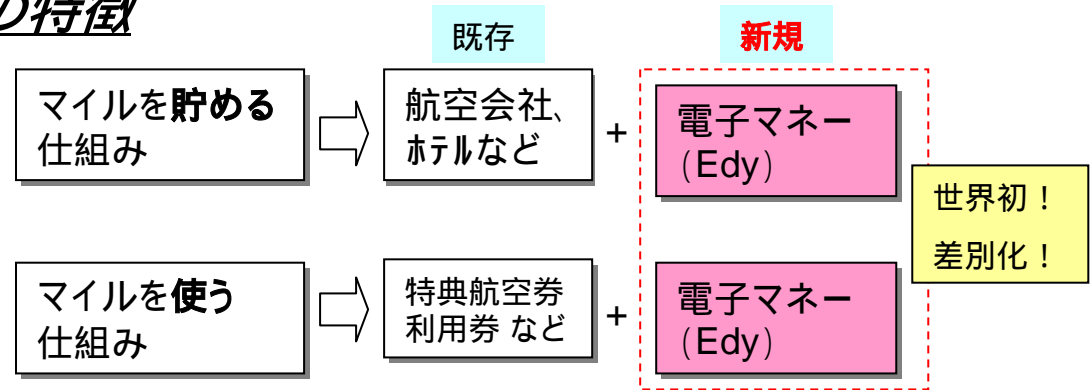 の特徴
既存
新規
マイルを貯める
仕組み
航空会社、
ﾎﾃﾙなど
+
電子マネー
(Edy)
世界初！
差別化！
マイルを使う
仕組み
特典航空券
利用券 など
+
電子マネー
(Edy)